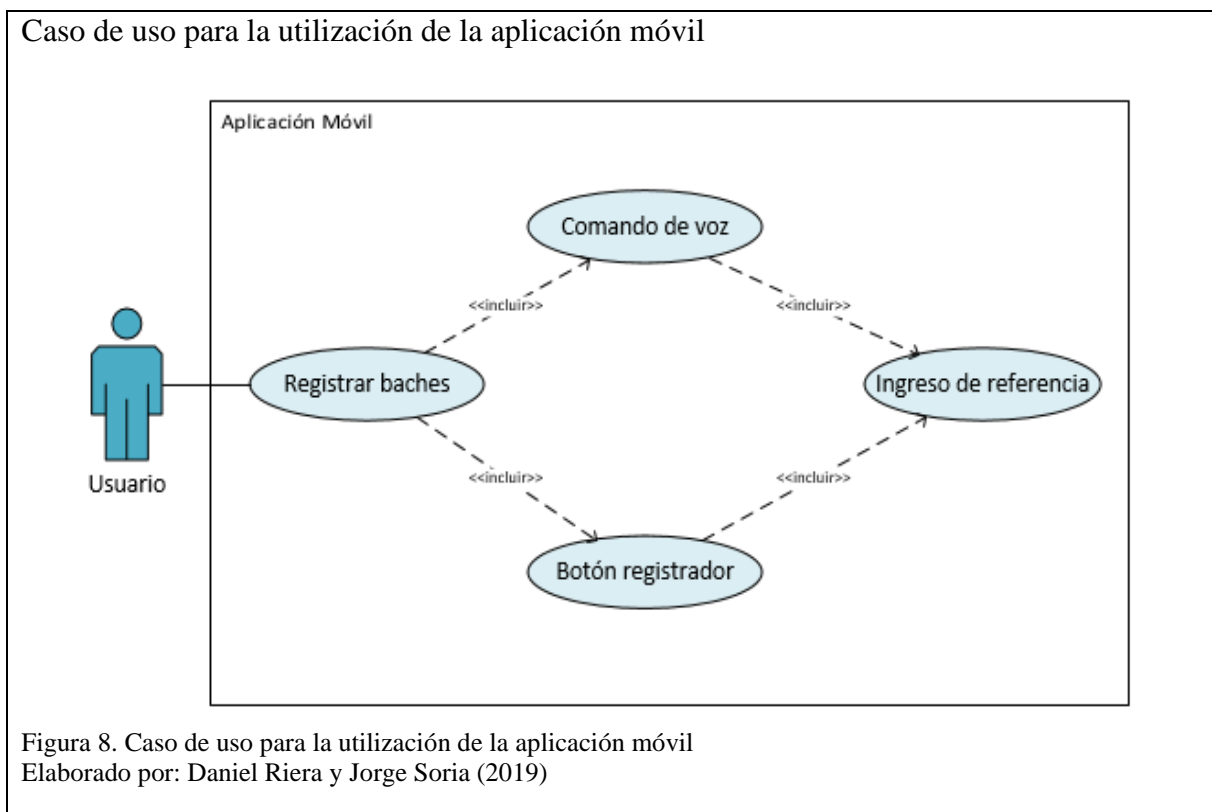 Caso de uso para la utilización de la aplicación móvil
Aplicación Móvil
Comando de voz
<<incluir>>
<<incluir>>
Registrar baches
Ingreso de referencia
Usuario
<<incluir>>
<<incluir>>
Botón registrador
Figura 8. Caso de uso para la utilización de la aplicación móvil
Elaborado por: Daniel Riera y Jorge Soria (2019)